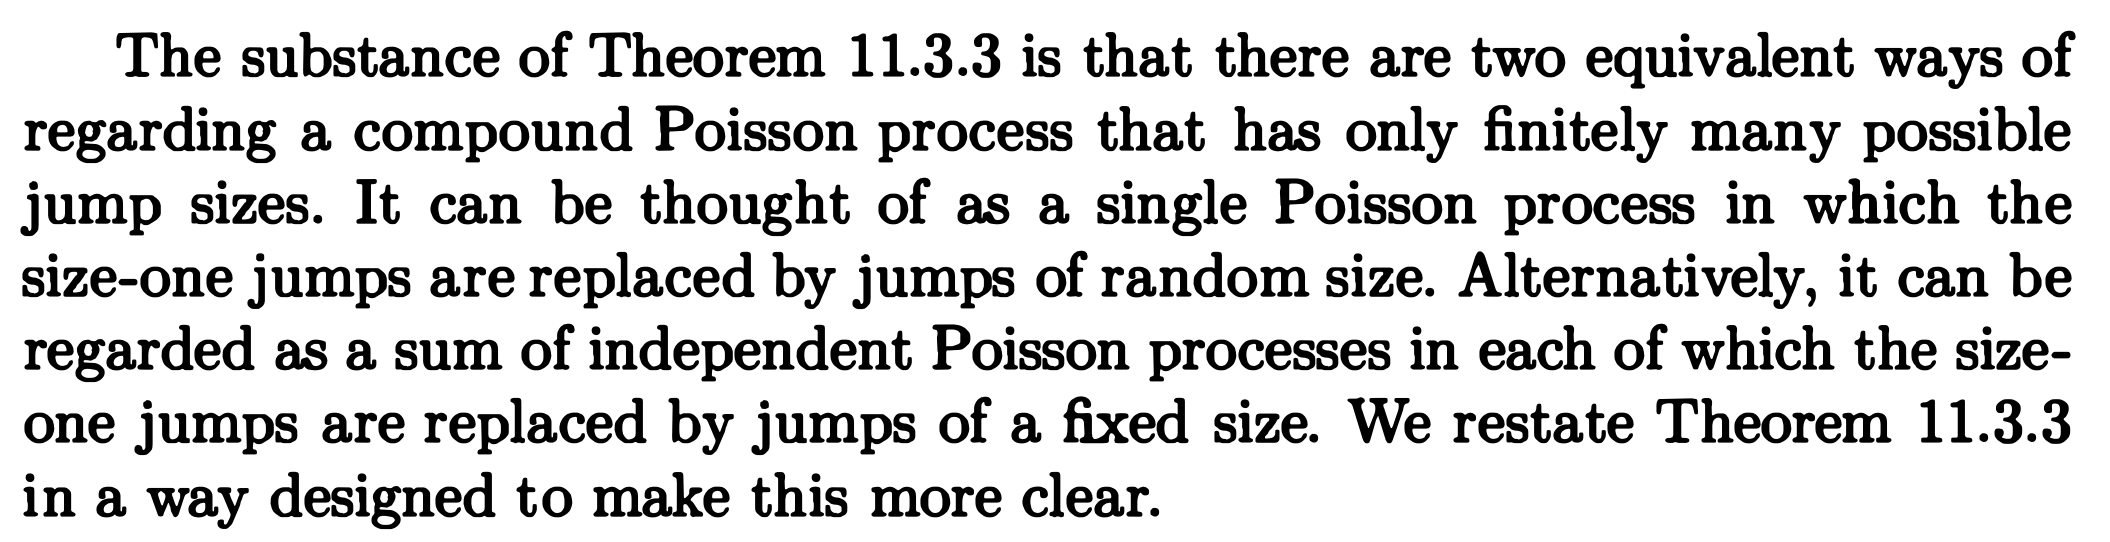 The substance of Theorem 11.3.3 is that there are two equivalent ways of
regarding a compound Poisson process that has only finitely many possible
jump sizes. It can be thought of as a single Poisson process in which the
size-one jumps are replaced by jumps of random size. Alternatively, it can be
regarded as a sum of independent Poisson processes in each of which the size-
one jumps are replaced by jumps of a fixed size. We restate Theorem 11.3.3
in a way designed to make this more clear.